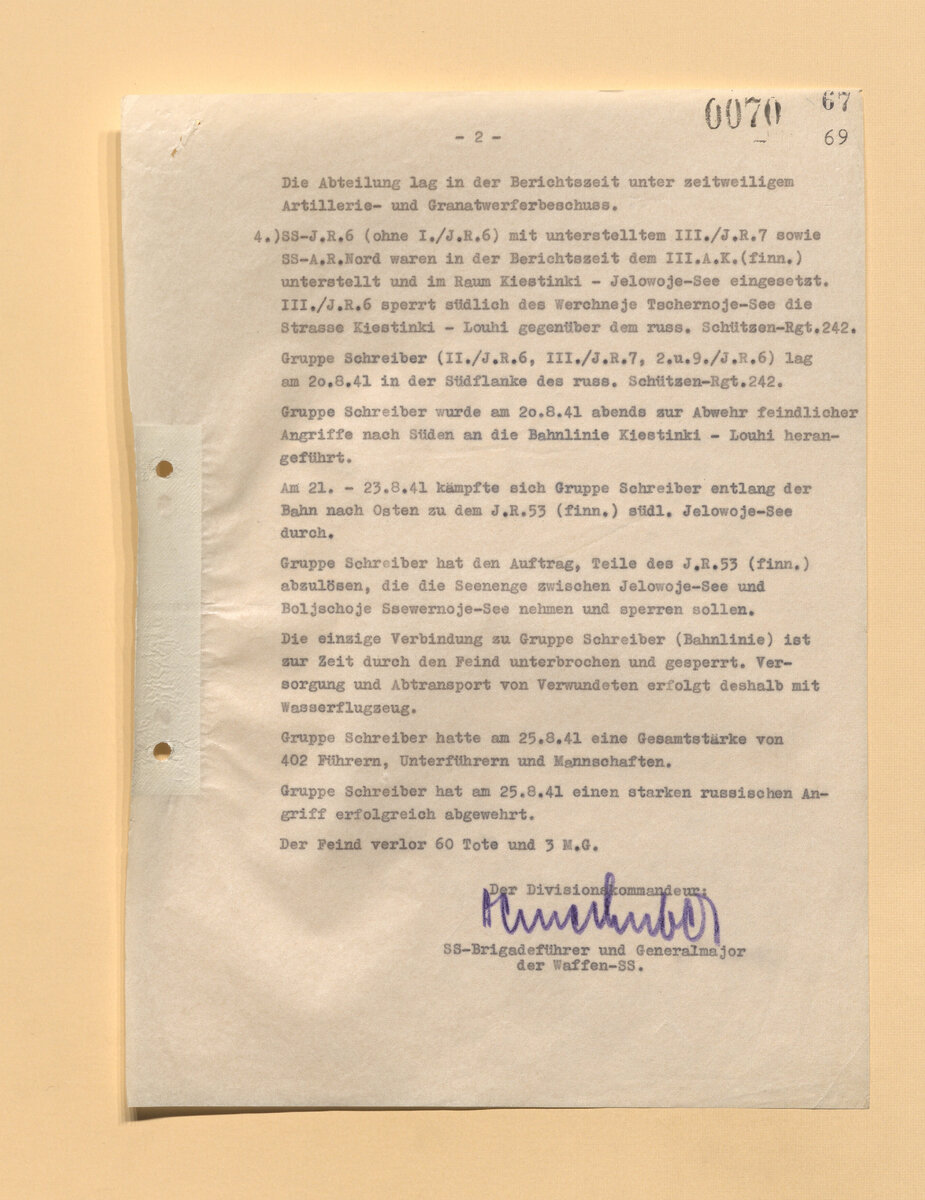 0070 67
- 2 - 69
Die Abteilung lag in der Berichtszeit unter zeitweiligem
Artillerie- und Granatwerferbeschuss.
4.)SS-J.R.6 (ohne I./J.R.6) mit unterstelltem III./J.R.7 sowie
SS-A.R.Nord waren in der Berichtszeit dem III.A.K.(finn.)
unterstellt und im Raum Kiestinki - Jelowoje-See eingesetzt.
III./J.R.6 sperrt südlich des Werchneje Tschernoje-See die
Strasse Kiestinki - Louhi gegenüber dem russ. Schützen-Rgt.242.
Gruppe Schreiber (II./J.R.6, III./J.R.7, 2.u.9./J.R.6) lag
am 2o.8.41 in der Südflanke des russ. Schützen-Rgt.242.
Gruppe Schreiber wurde am 2o.8.41 abends zur Abwehr feindlicher
Angriffe nach Süden an die Bahnlinie Kiestinki - Louhi heran-
geführt.
Am 21. - 23.8.41 kämpfte sich Gruppe Schreiber entlang der
Bahn nach Osten zu dem J.R.53 (finn.) südl. Jelowoje-See
durch.
Gruppe Schreiber hat den Auftrag, Teile des J.R.53 (finn.)
abzulösen, die die Seenenge zwischen Jelowoje-See und
Boljschoje Ssewernoje-See nehmen und sperren sollen.
Die einzige Verbindung zu Gruppe Schreiber (Bahnlinie) ist
zur Zeit durch den Feind unterbrochen und gesperrt. Ver-
sorgung und Abtransport von Verwundeten erfolgt deshalb mit
Wasserflugzeug.
Gruppe Schreiber hatte am 25.8.41 eine Gesamtstärke von
402 Führern, Unterführern und Mannschaften.
Gruppe Schreiber hat am 25.8.41 einen starken russischen An-
griff erfolgreich abgewehrt.
Der Feind verlor 60 Tote und 3 M.G.
Der Divisionskommandeur:
SS-Brigadeführer und Generalmajor
der Waffen-SS.